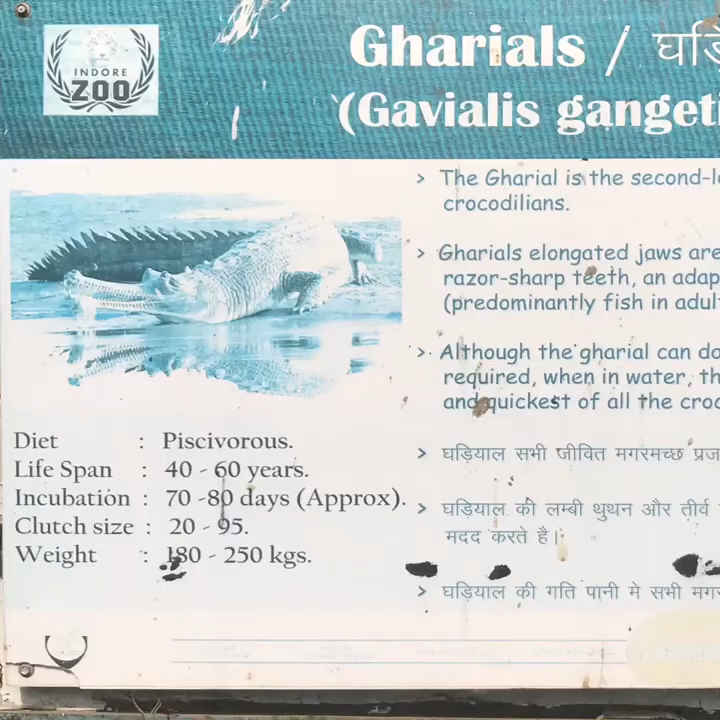 INDORE
ZOO
Gharials / घड़ि
(Gavialis gangeti
> The Gharial is the second-l
crocodilians.
> Gharials elongated jaws are
razor-sharp teeth, an adap
(predominantly fish in adul
> Although the gharial can do
required, when in water, th
and quickest of all the croc
Diet : Piscivorous.
Life Span : 40 - 60 years.
Incubation : 70 -80 days (Approx).
Clutch size : 20 - 95.
Weight : 180 - 250 kgs.
> घड़ियाल सभी जीवित मगरमच्छ प्रज
> घड़ियाल की लम्बी थुथन और तीर्व
मदद करते है।
> घड़ियाल की गति पानी मे सभी मगर